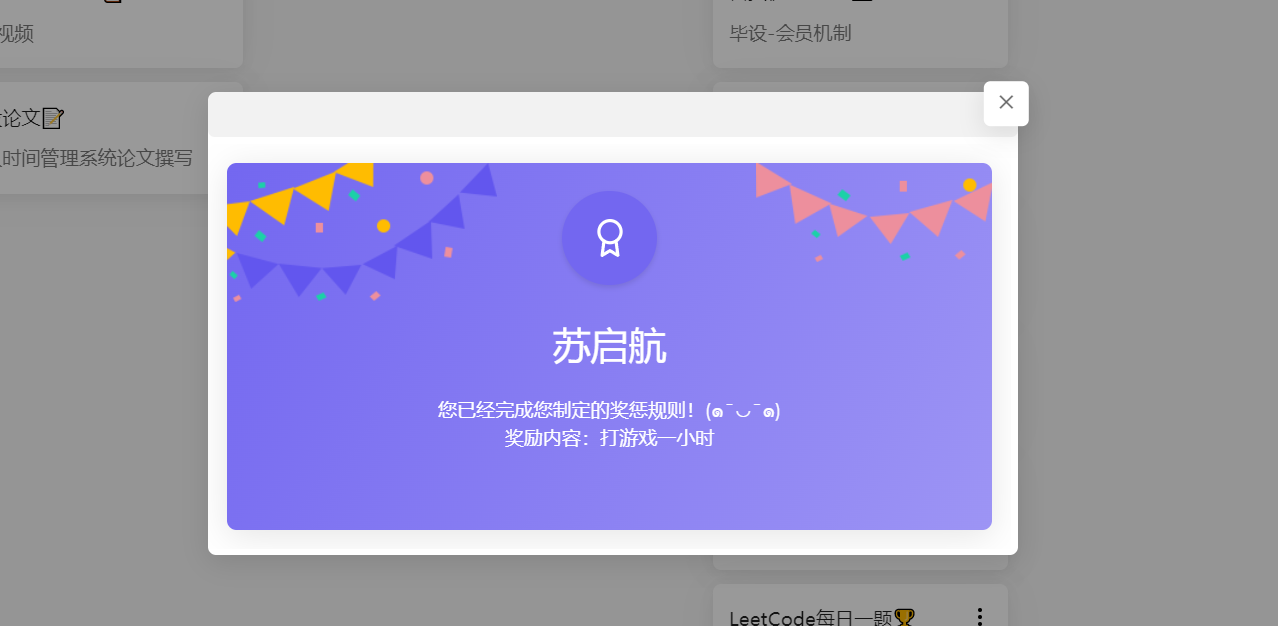 视频
毕设-会员机制
论文📝
时间管理系统论文撰写
苏启航
您已经完成您制定的奖惩规则！(๑¯◡¯๑)
奖励内容：打游戏一小时
LeetCode每日一题🏆